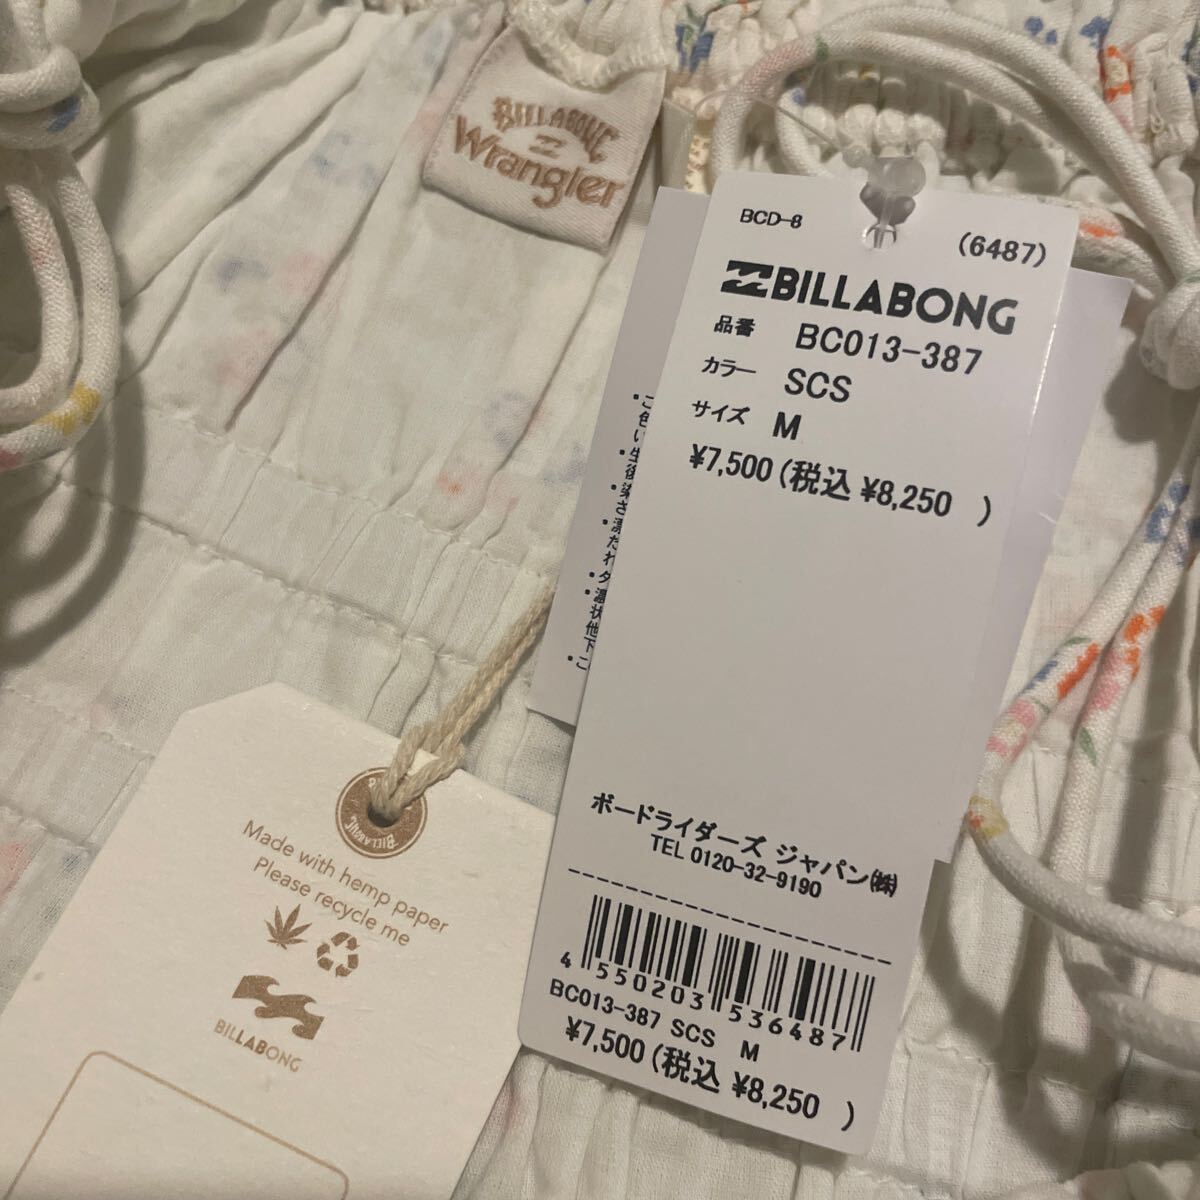 BILLABONG
Wrangler
BCD-8
(6487)
BILLABONG
品番 BC013-387
カラー SCS
サイズ M
¥7,500(税込 ¥8,250 )
ボードライダーズ ジャパン㈱
TEL 0120-32-9190
4 550203 536487
BC013-387 SCS M
¥7,500(税込 ¥8,250 )
BILLABONG
Made with hemp paper
Please recycle me
BILLABONG